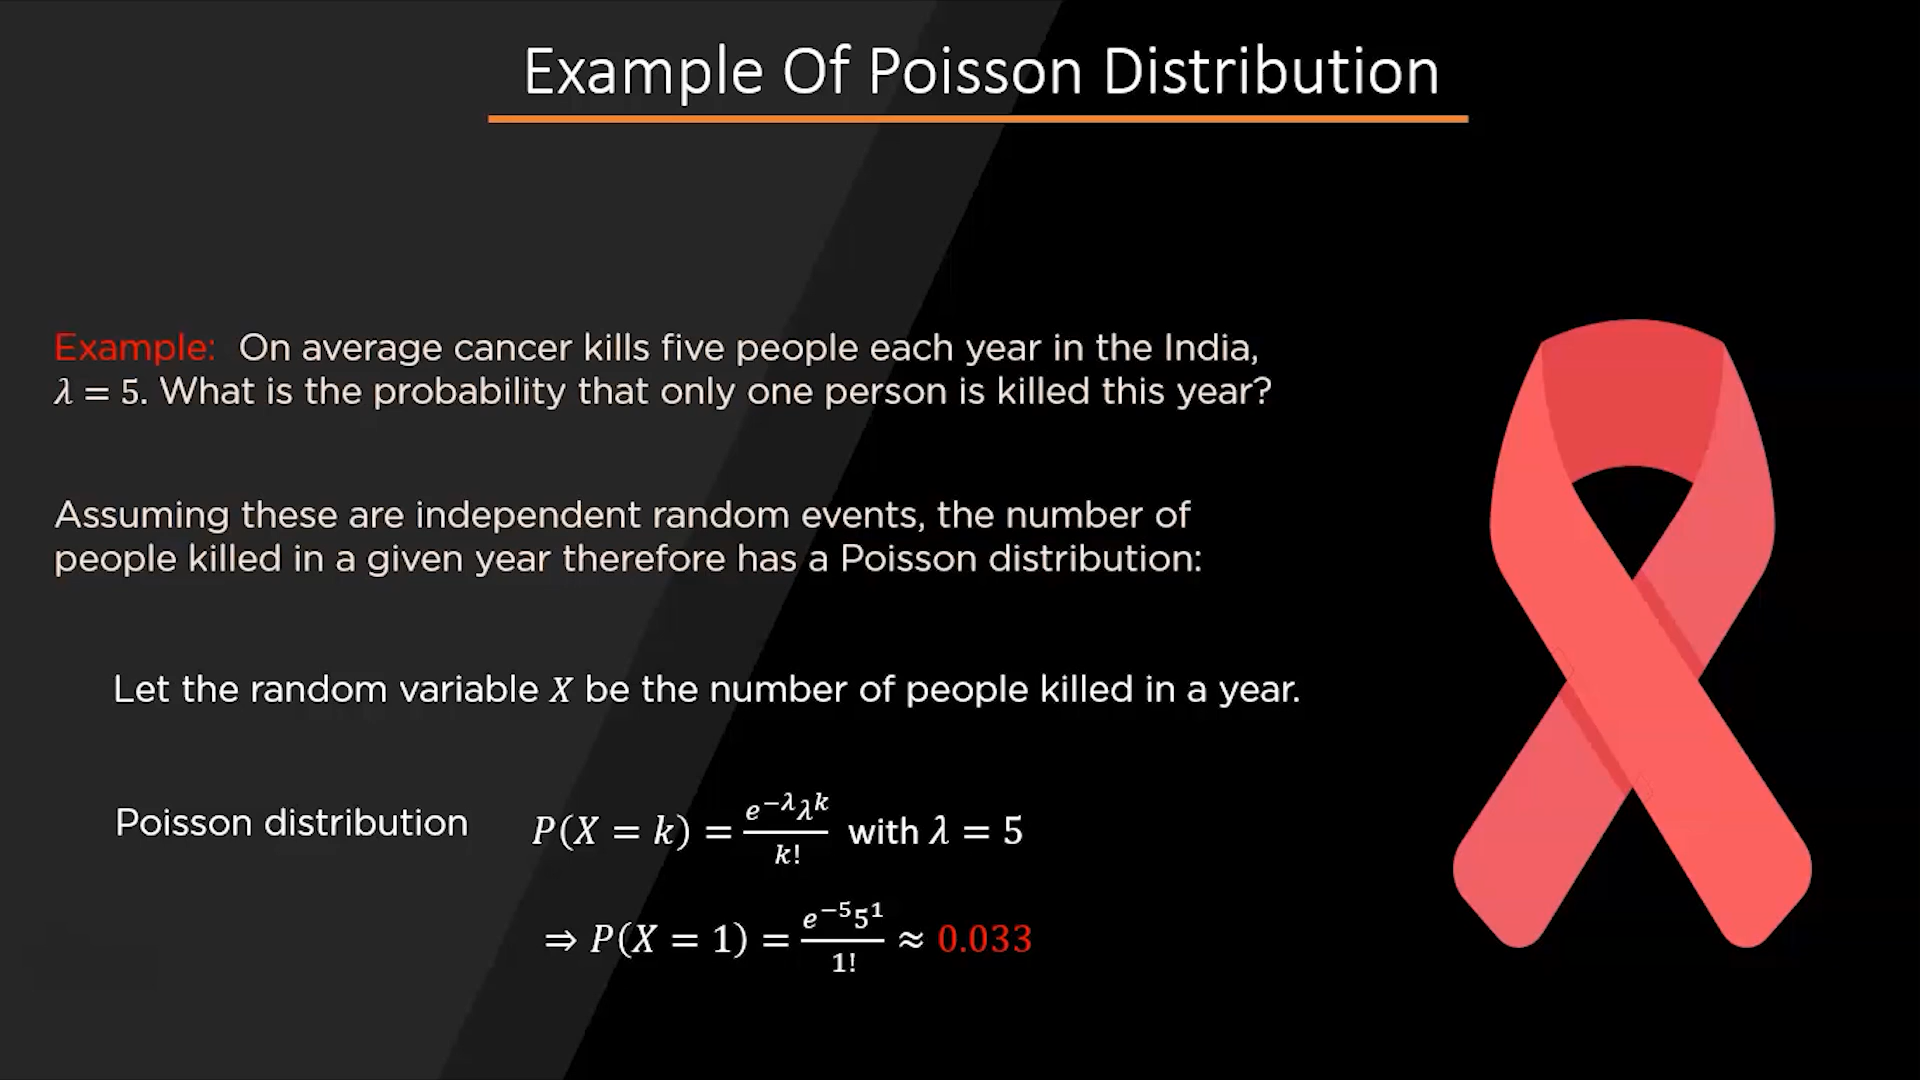 Example Of Poisson Distribution
Example: On average cancer kills five people each year in the India,
λ = 5. What is the probability that only one person is killed this year?
Assuming these are independent random events, the number of
people killed in a given year therefore has a Poisson distribution:
Let the random variable X be the number of people killed in a year.
Poisson distribution P(X = k) = e^{−λ}λ^k / k! with λ = 5
⇒ P(X = 1) = e^{−5}5^1 / 1! ≈ 0.033